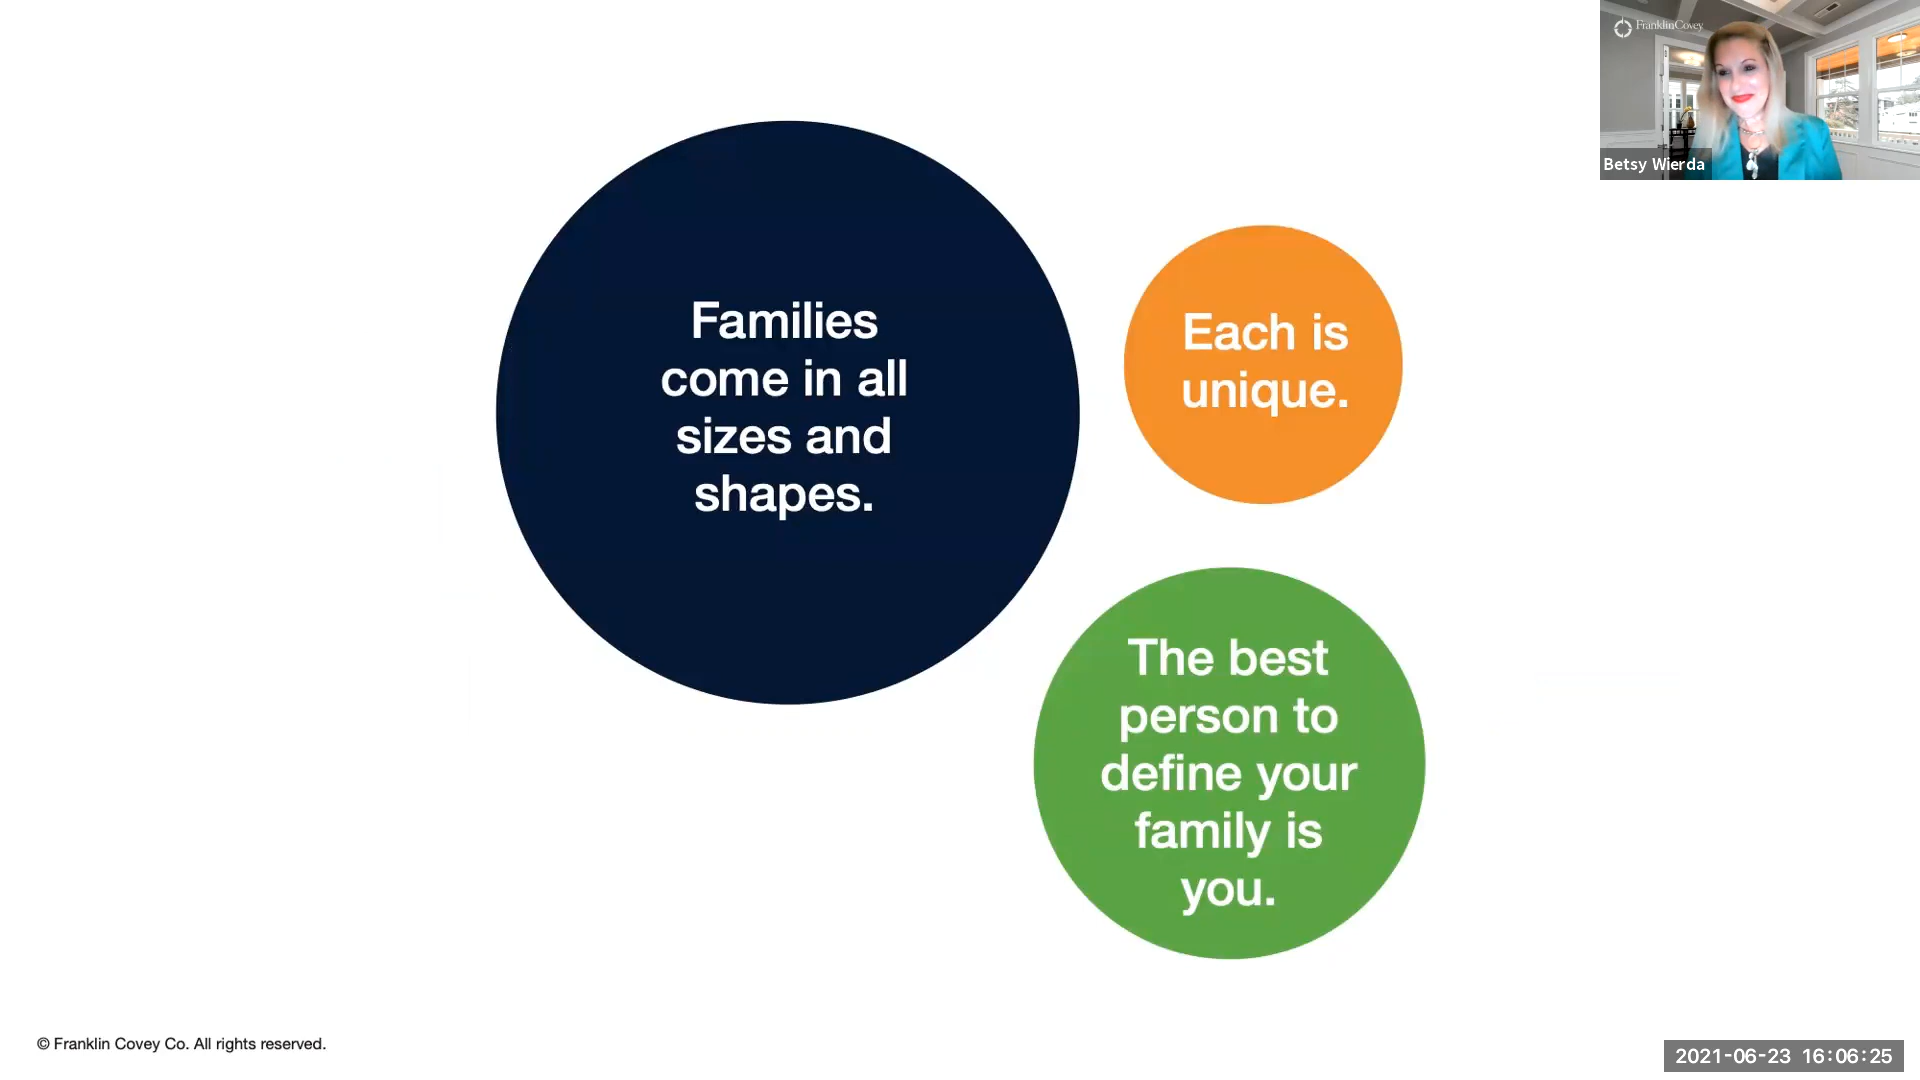 FranklinCovey
Betsy Wierda
Families
come in all
sizes and
shapes.
Each is
unique.
The best
person to
define your
family is
you.
© Franklin Covey Co. All rights reserved.
2021-06-23 16:06:25